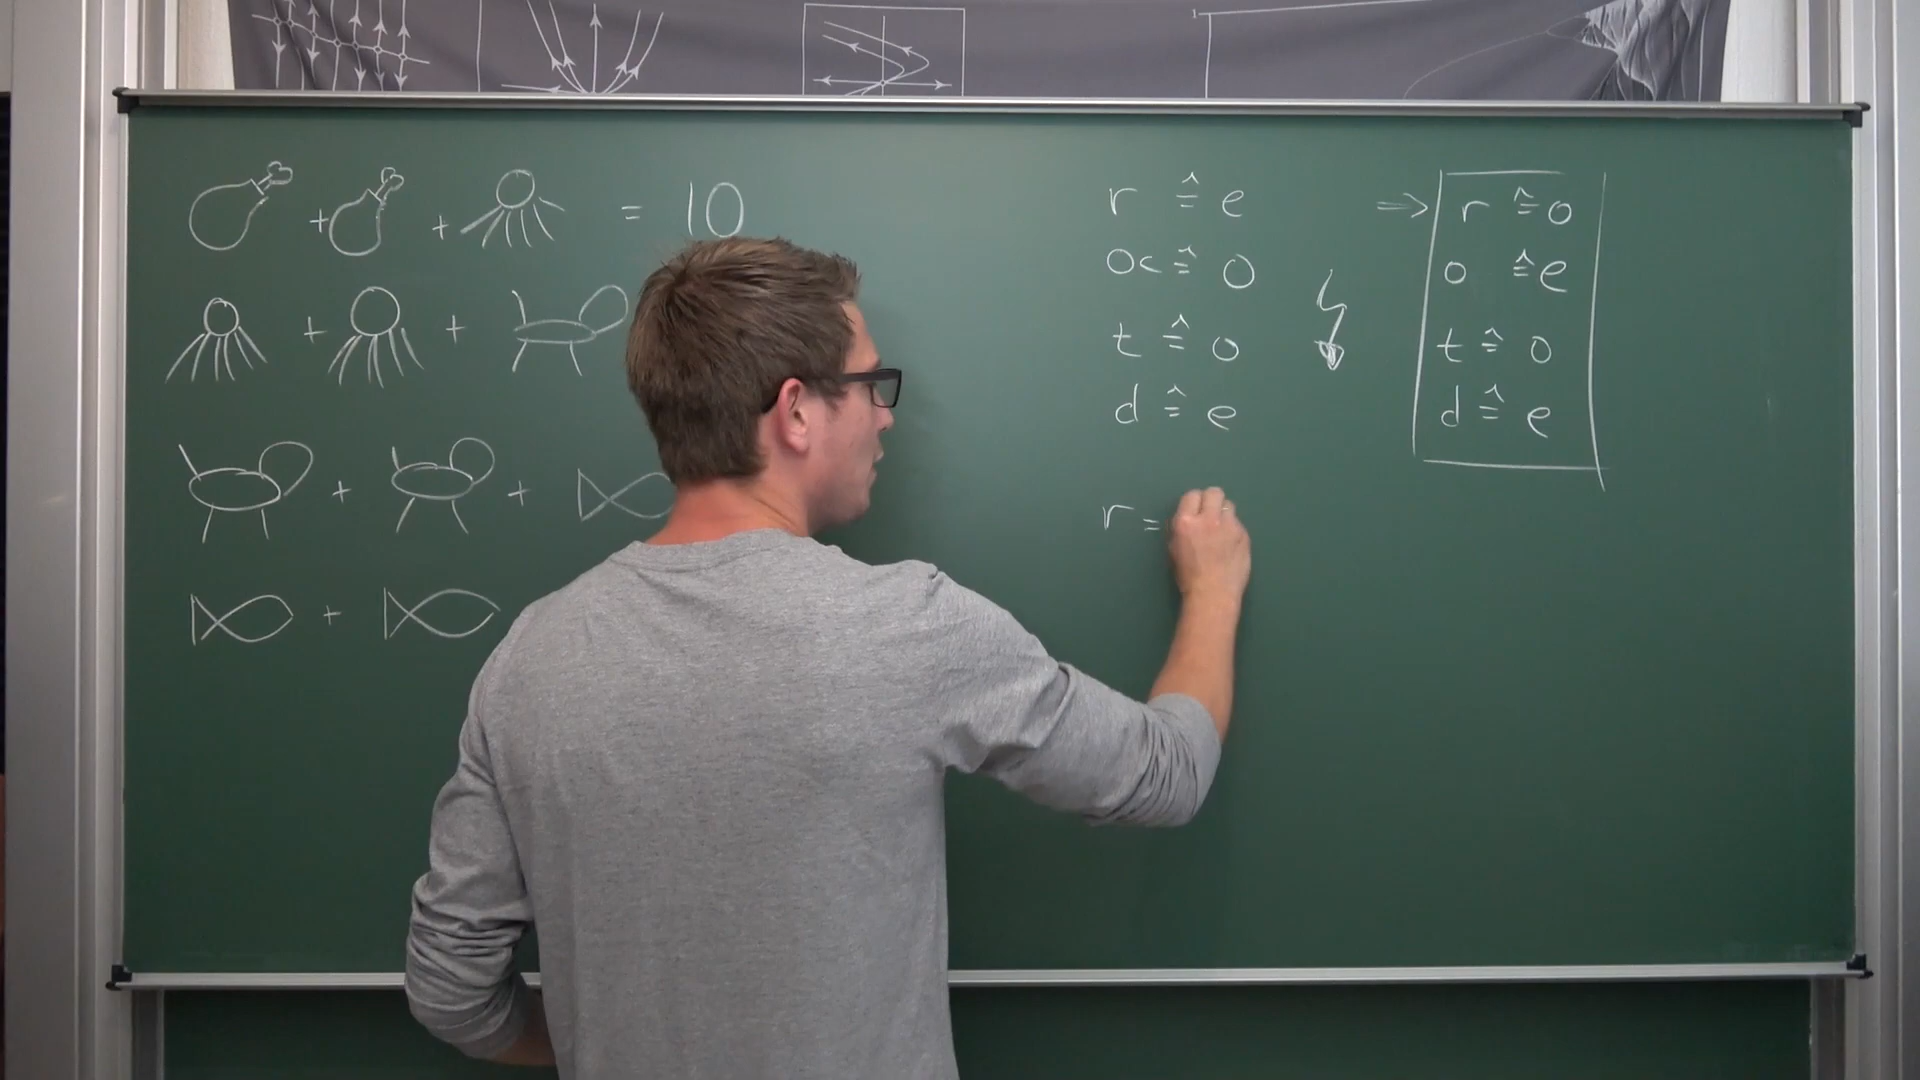 + + = 10
+ +
+ +
+
r ≙ e
oc ≙ o
t ≙ o
d ≙ e
r =
⇒ r ≙ o
o ≙ e
t ≙ o
d ≙ e